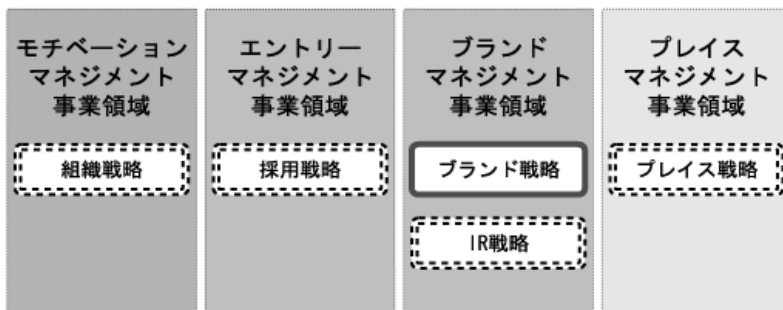 モチベーション
マネジメント
事業領域
組織戦略
エントリー
マネジメント
事業領域
採用戦略
ブランド
マネジメント
事業領域
ブランド戦略
IR戦略
プレイス
マネジメント
事業領域
プレイス戦略